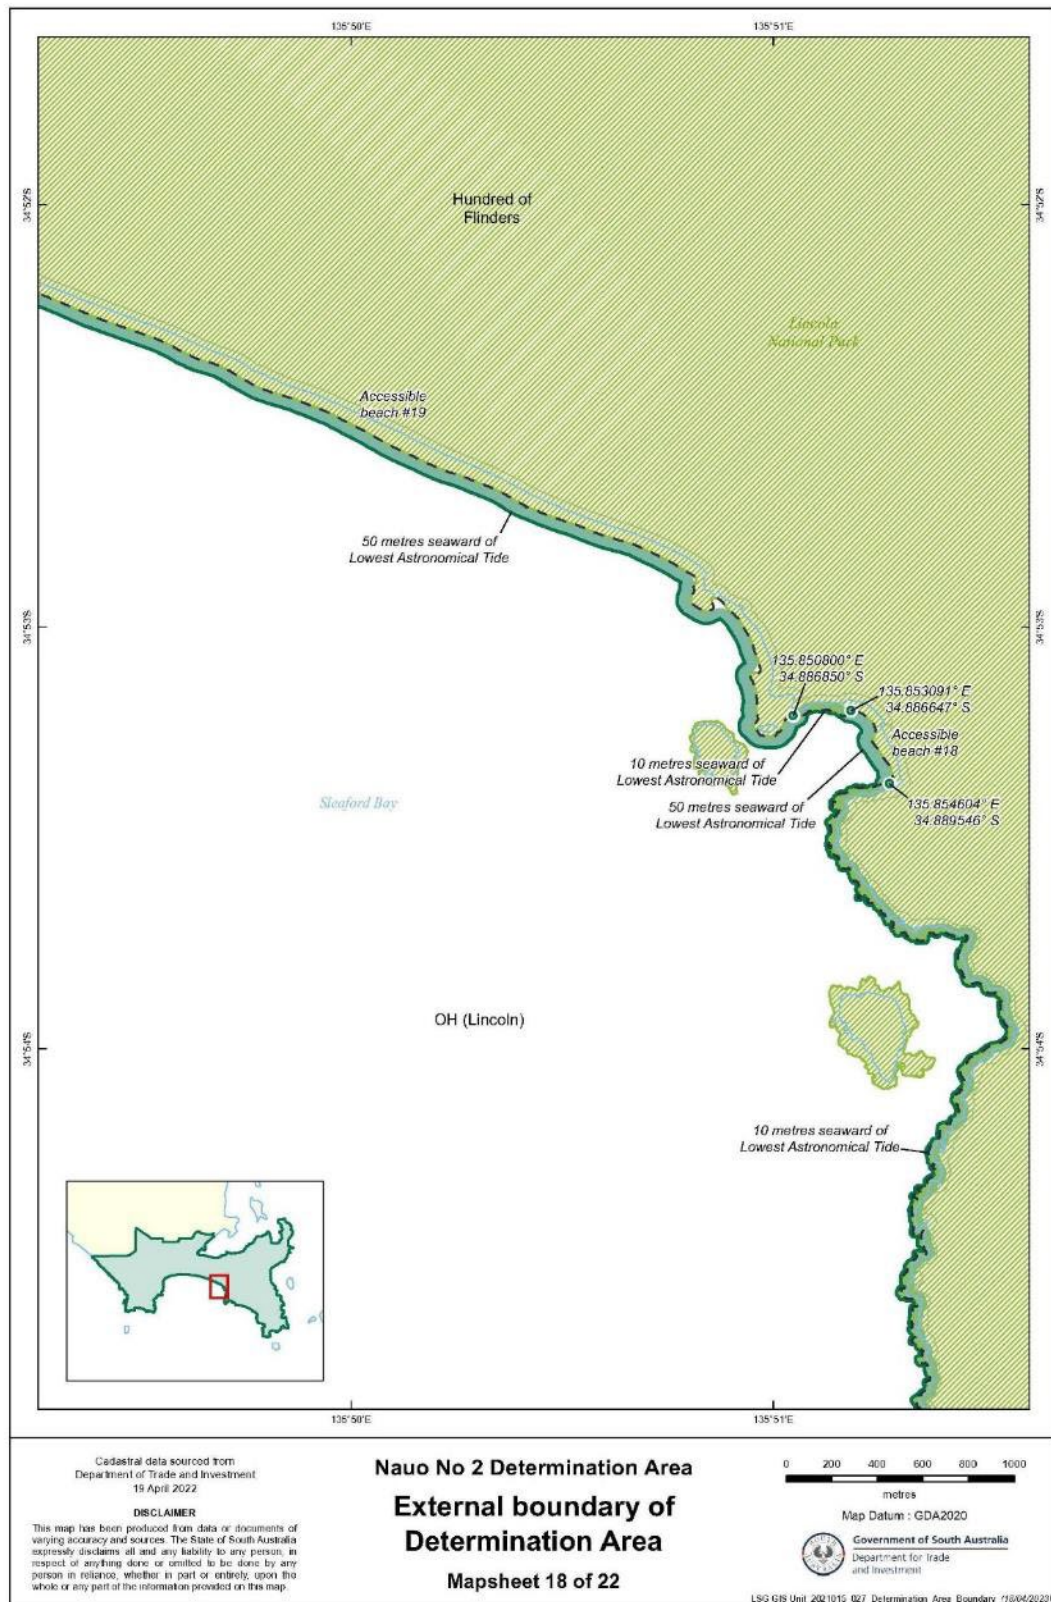 135°50'E
135°51'E
34°52'S
34°52'S
Hundred of
Flinders
Lincoln
National Park
Accessible
beach #19
50 metres seaward of
Lowest Astronomical Tide
34°53'S
34°53'S
135.850800° E
34.886850° S
135.853091° E
34.886647° S
Accessible
beach #18
10 metres seaward of
Lowest Astronomical Tide
50 metres seaward of
Lowest Astronomical Tide
135.854604° E
34.889546° S
Sleaford Bay
OH (Lincoln)
34°54'S
34°54'S
10 metres seaward of
Lowest Astronomical Tide
135°50'E
135°51'E
Cadastral data sourced from
Department of Trade and Investment
19 April 2022
DISCLAIMER
This map has been produced from data or documents of
varying accuracy and sources. The State of South Australia
expressly disclaims all and any liability to any person, in
respect of anything done or omitted to be done by any
person in reliance, whether in part or entirely, upon the
whole or any part of the information provided on this map.
Nauo No 2 Determination Area
External boundary of
Determination Area
Mapsheet 18 of 22
0 200 400 600 800 1000
metres
Map Datum : GDA2020
Government of South Australia
Department for Trade
and Investment
LSG GIS Unit_2021015_027_Determination_Area_Boundary (18/04/2023)